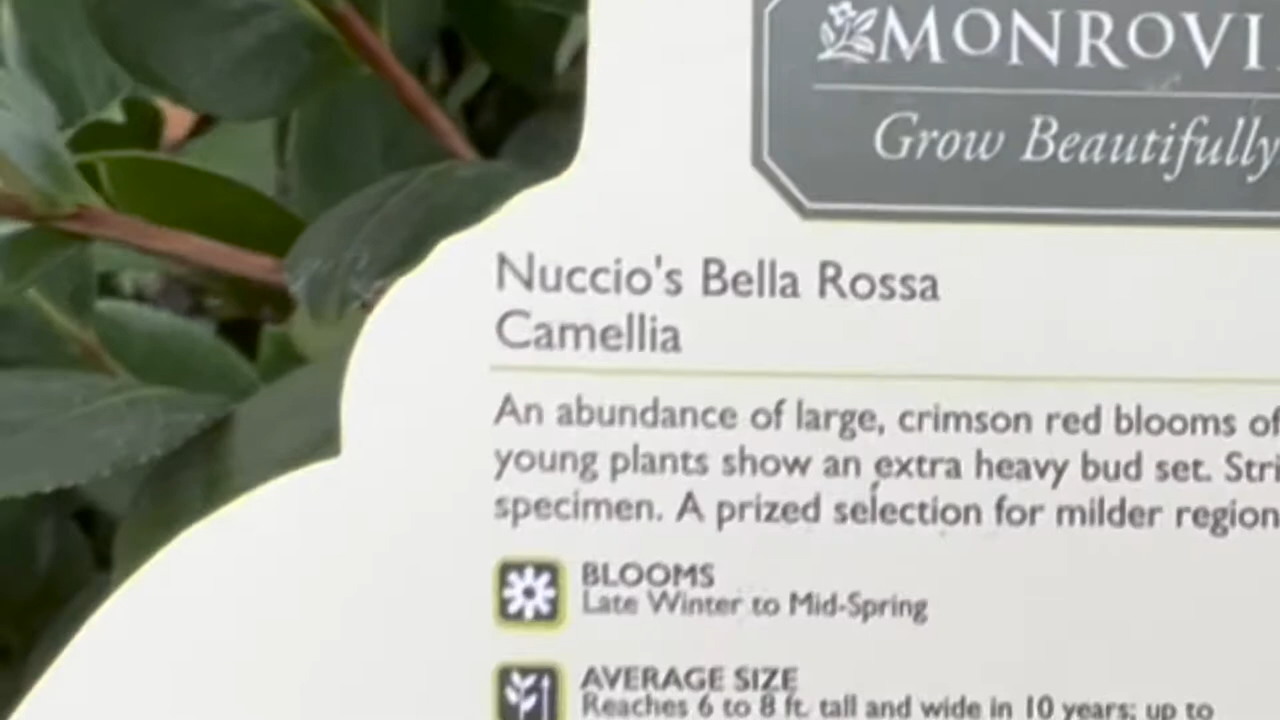 MONROVI
Grow Beautifully
Nuccio's Bella Rossa
Camellia
An abundance of large, crimson red blooms of
young plants show an extra heavy bud set. Stri
specimen. A prized selection for milder region
BLOOMS
Late Winter to Mid-Spring
AVERAGE SIZE
Reaches 6 to 8 ft. tall and wide in 10 years; up to